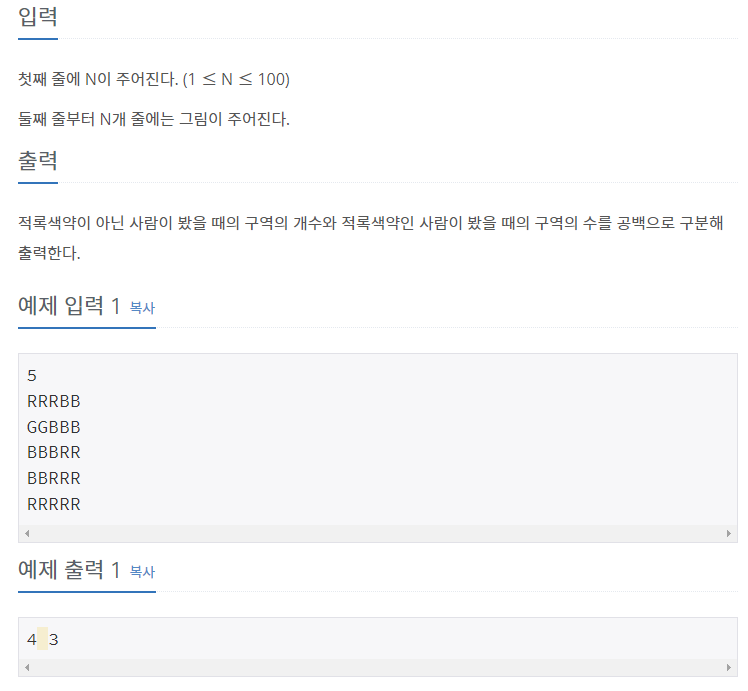 입력
첫째 줄에 N이 주어진다. (1 ≤ N ≤ 100)
둘째 줄부터 N개 줄에는 그림이 주어진다.
출력
적록색약이 아닌 사람이 봤을 때의 구역의 개수와 적록색약인 사람이 봤을 때의 구역의 수를 공백으로 구분해
출력한다.
예제 입력 1 복사
5
RRRBB
GGBBB
BBBRR
BBRRR
RRRRR
예제 출력 1 복사
4 3